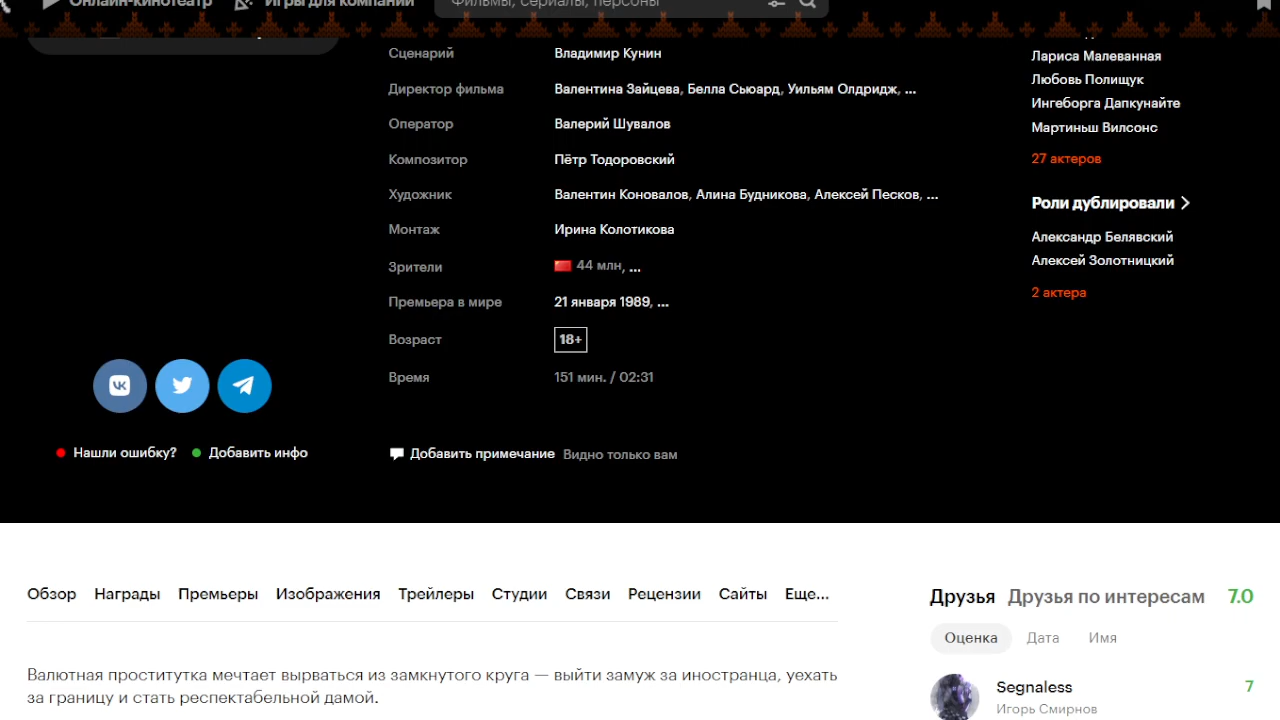 Онлайн-кинотеатр
Игры для компании
Фильмы, сериалы, персоны
Сценарий Владимир Кунин
Директор фильма Валентина Зайцева, Белла Сьюард, Уильям Олдридж, ...
Оператор Валерий Шувалов
Композитор Пётр Тодоровский
Художник Валентин Коновалов, Алина Будникова, Алексей Песков, ...
Монтаж Ирина Колотикова
Зрители 44 млн, ...
Премьера в мире 21 января 1989, ...
Возраст 18+
Время 151 мин. / 02:31
Лариса Малеванная
Любовь Полищук
Ингеборга Дапкунайте
Мартиньш Вилсонс
27 актеров
Роли дублировали
Александр Белявский
Алексей Золотницкий
2 актера
Нашли ошибку? Добавить инфо
Добавить примечание Видно только вам
Обзор Награды Премьеры Изображения Трейлеры Студии Связи Рецензии Сайты Еще...
Валютная проститутка мечтает вырваться из замкнутого круга — выйти замуж за иностранца, уехать
за границу и стать респектабельной дамой.
Друзья Друзья по интересам 7.0
Оценка Дата Имя
Segnaless 7
Игорь Смирнов